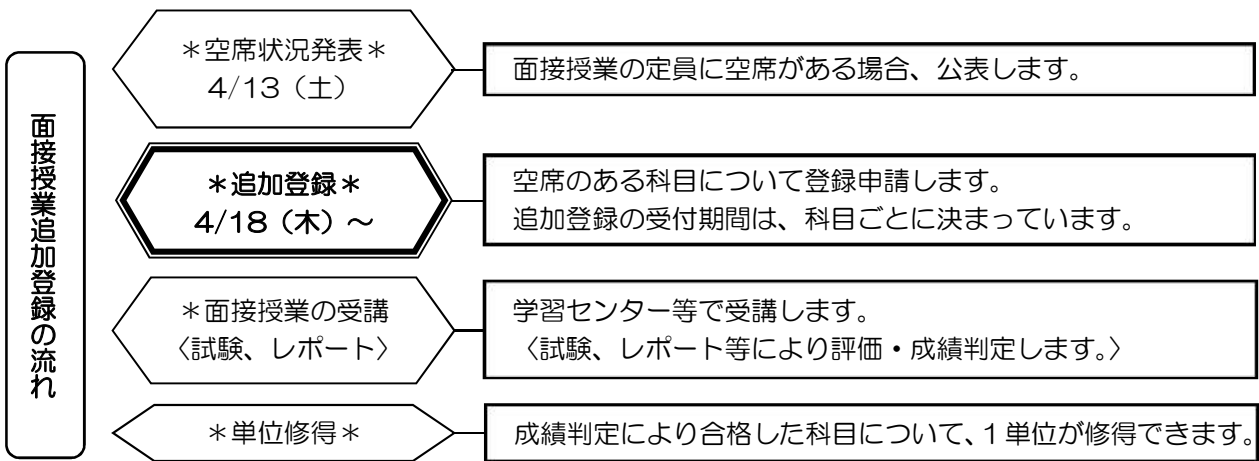 面接授業追加登録の流れ
＊空席状況発表＊
4/13（土）
面接授業の定員に空席がある場合、公表します。
＊追加登録＊
4/18（木）～
空席のある科目について登録申請します。
追加登録の受付期間は、科目ごとに決まっています。
＊面接授業の受講
〈試験、レポート〉
学習センター等で受講します。
〈試験、レポート等により評価・成績判定します。〉
＊単位修得＊
成績判定により合格した科目について、1単位が修得できます。